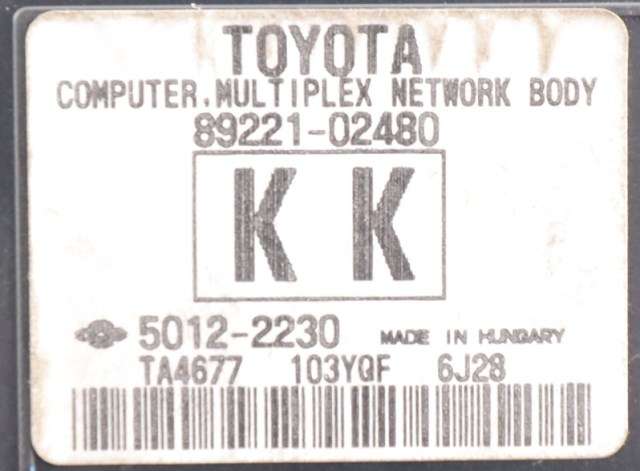 TOYOTA
COMPUTER.MULTIPLEX NETWORK BODY
89221-02480
K K
5012-2230 MADE IN HUNGARY
TA4677 103YQF 6J28